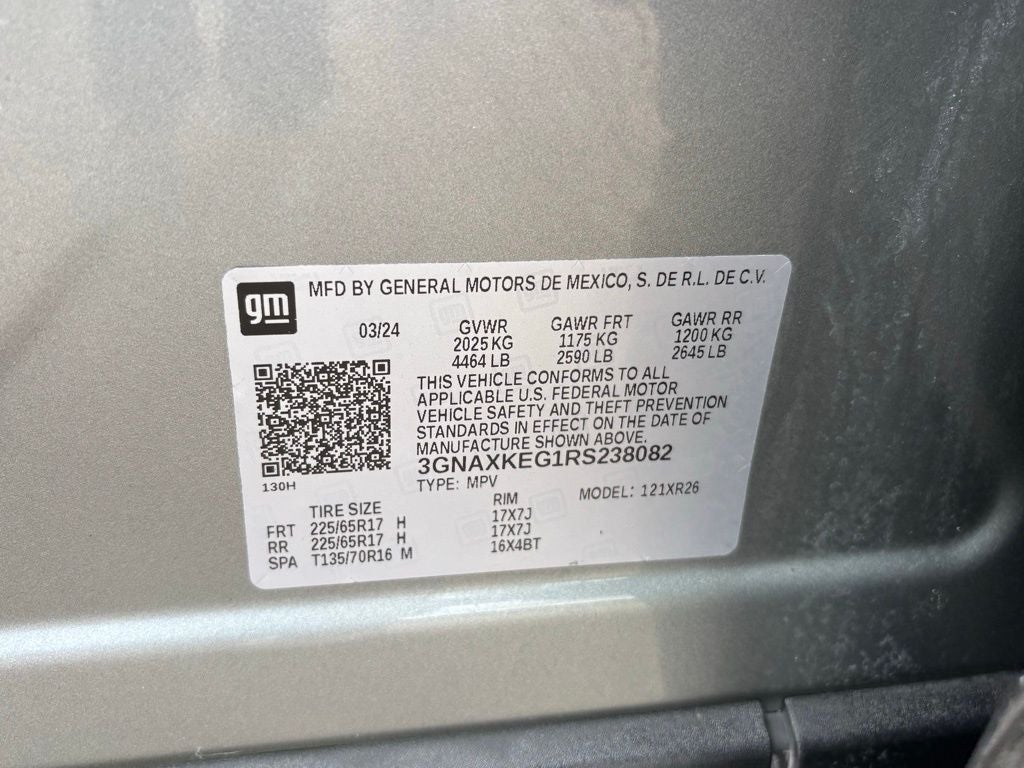 gm
MFD BY GENERAL MOTORS DE MEXICO, S. DE R.L. DE C.V.
03/24 GVWR GAWR FRT GAWR RR
2025 KG 1175 KG 1200 KG
4464 LB 2590 LB 2645 LB
THIS VEHICLE CONFORMS TO ALL
APPLICABLE U.S. FEDERAL MOTOR
VEHICLE SAFETY AND THEFT PREVENTION
STANDARDS IN EFFECT ON THE DATE OF
MANUFACTURE SHOWN ABOVE.
3GNAXKEG1RS238082
130H
TYPE: MPV MODEL: 121XR26
TIRE SIZE RIM
FRT 225/65R17 H 17X7J
RR 225/65R17 H 17X7J
SPA T135/70R16 M 16X4BT